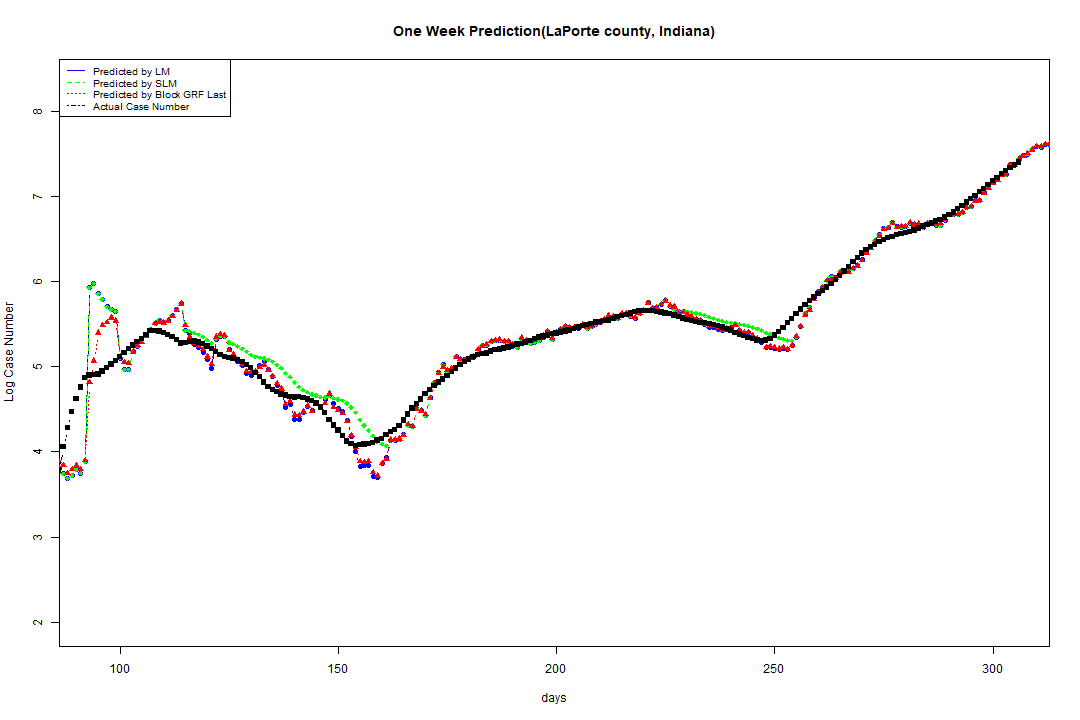 One Week Prediction(LaPorte county, Indiana)
Predicted by LM
Predicted by SLM
Predicted by Block GRF Last
Actual Case Number
Log Case Number
8
7
6
5
4
3
2
100 150 200 250 300
days